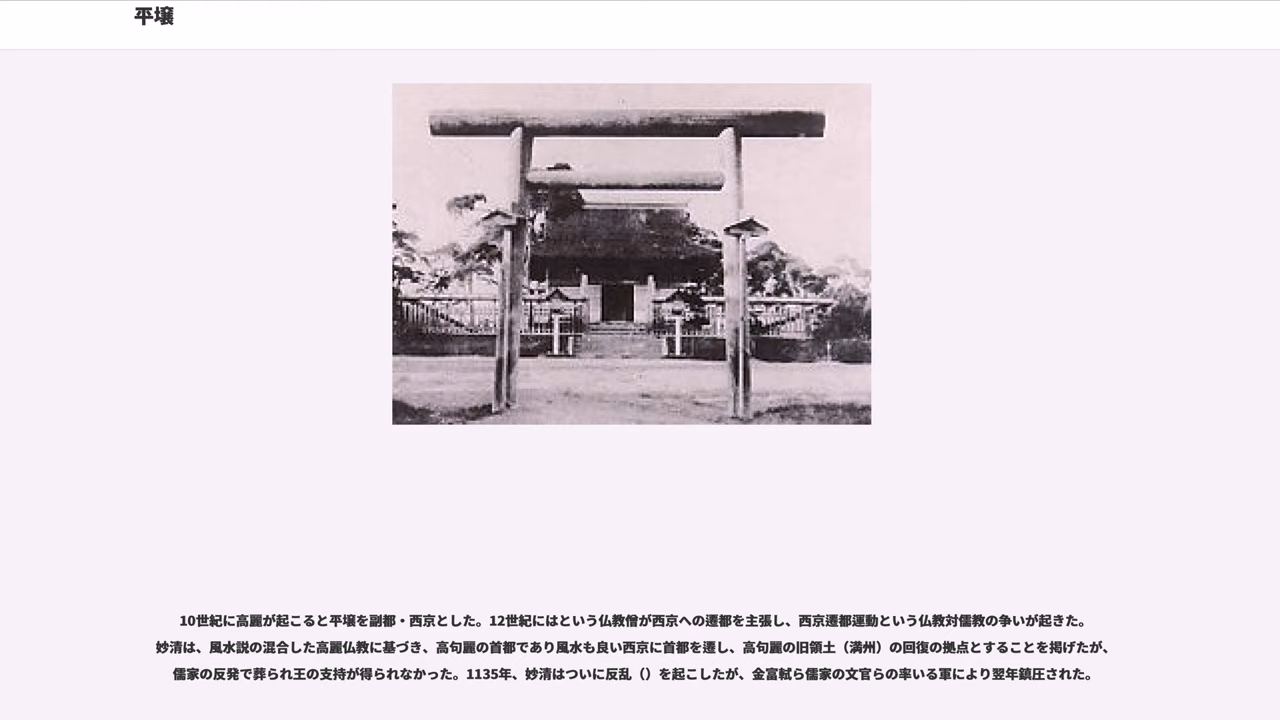 平壌
10世紀に高麗が起こると平壌を副都・西京とした。12世紀にはという仏教僧が西京への遷都を主張し、西京遷都運動という仏教対儒教の争いが起きた。
妙清は、風水説の混合した高麗仏教に基づき、高句麗の首都であり風水も良い西京に首都を遷し、高句麗の旧領土（満州）の回復の拠点とすることを掲げたが、
儒家の反発で葬られ王の支持が得られなかった。1135年、妙清はついに反乱（）を起こしたが、金富軾ら儒家の文官らの率いる軍により翌年鎮圧された。